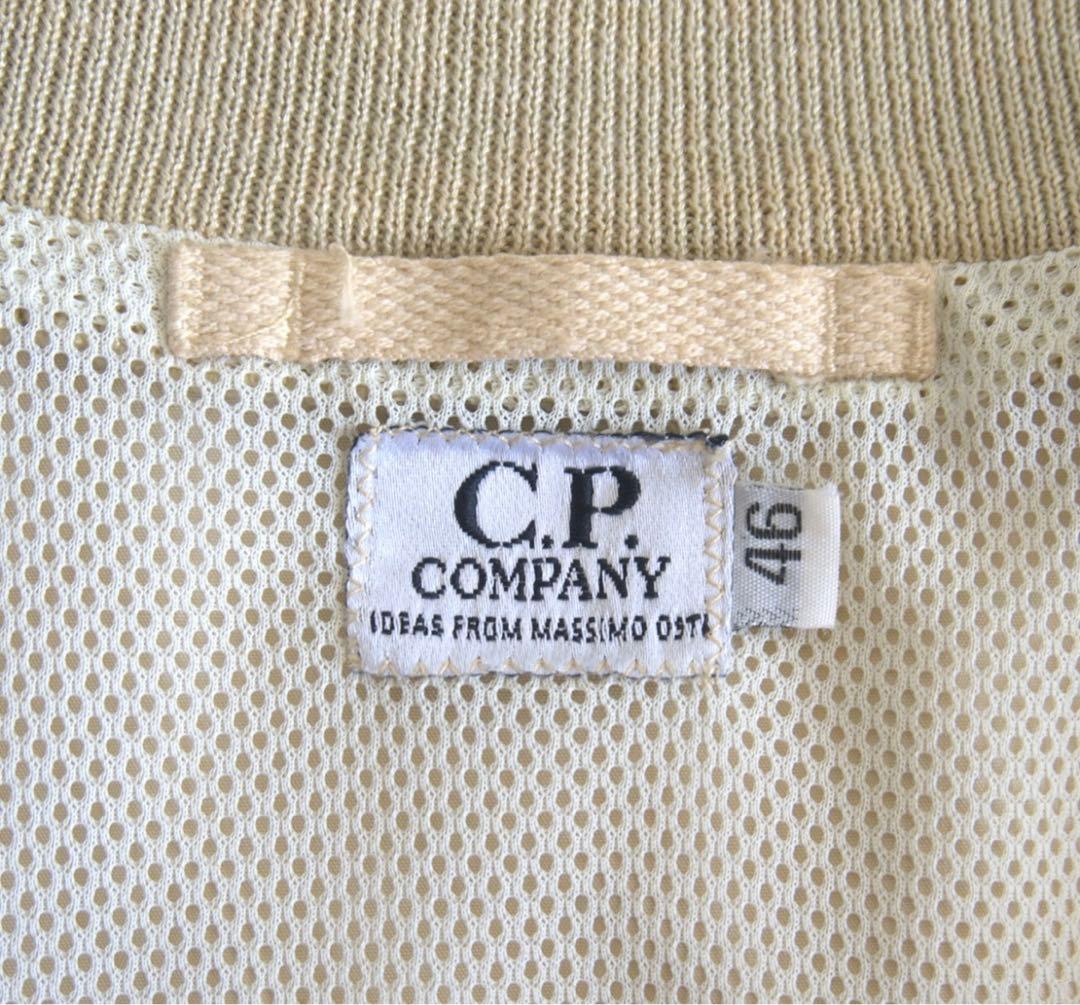 C.P.
COMPANY
IDEAS FROM MASSIMO OSTI
46